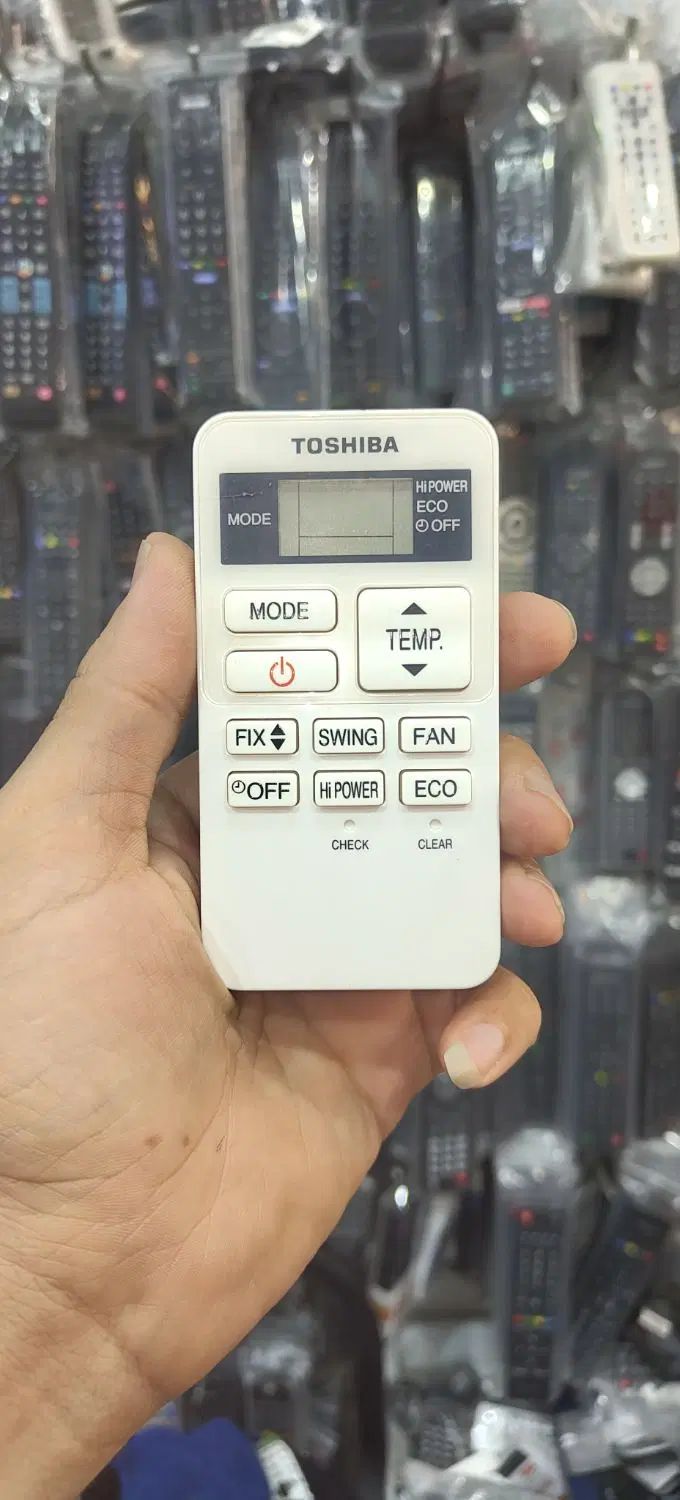 TOSHIBA
MODE
Hi POWER
ECO
OFF
MODE
TEMP.
FIX
SWING
FAN
OFF
Hi POWER
ECO
CHECK
CLEAR